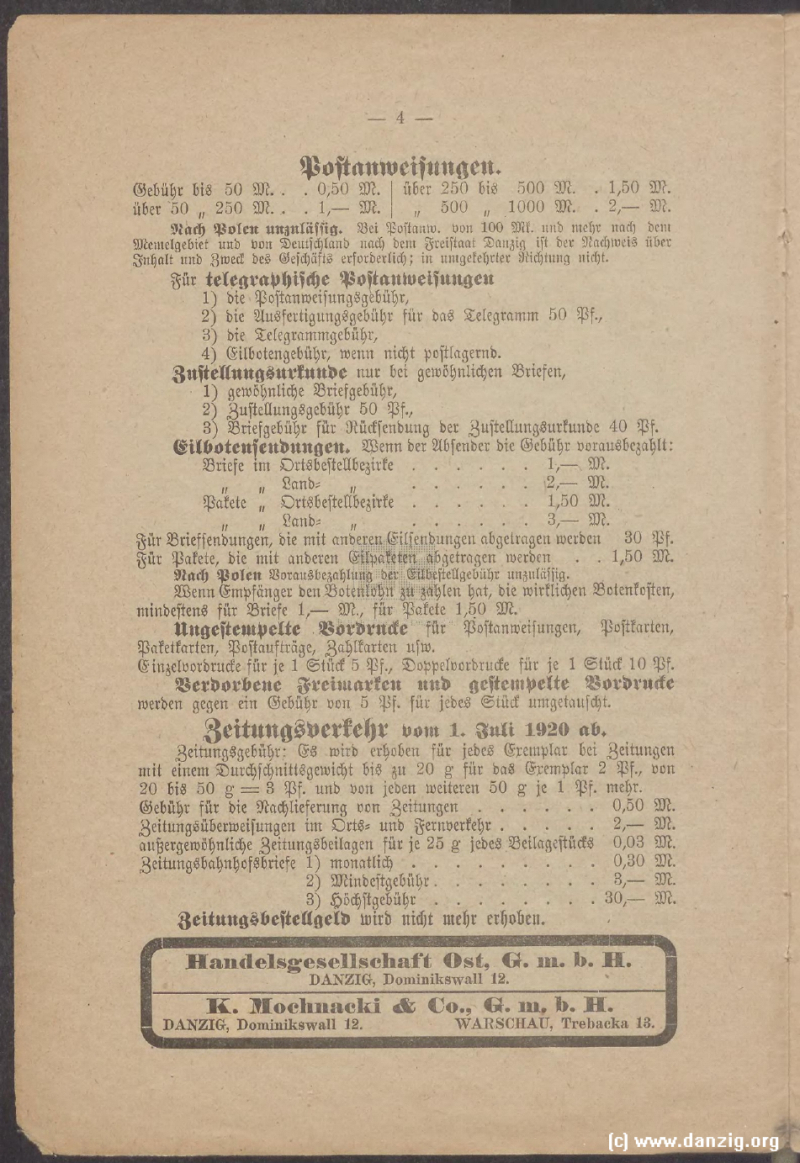 — 4 —
Postanweisungen.
Gebühr bis 50 M. . . 0,50 M. | über 250 bis 500 M. . 1,50 M.
über 50 „ 250 M. . . 1,— M. | „ 500 „ 1000 M. . 2,— M.
Nach Polen unzulässig. Bei Postanw. von 100 Mk. und mehr nach dem
Memelgebiet und von Deutschland nach dem Freistaat Danzig ist der Nachweis über
Inhalt und Zweck des Geschäfts erforderlich; in umgekehrter Richtung nicht.
Für telegraphische Postanweisungen
1) die Postanweisungsgebühr,
2) die Ausfertigungsgebühr für das Telegramm 50 Pf.,
3) die Telegrammgebühr,
4) Eilbotengebühr, wenn nicht postlagernd.
Zustellungsurkunde nur bei gewöhnlichen Briefen,
1) gewöhnliche Briefgebühr,
2) Zustellungsgebühr 50 Pf.,
3) Briefgebühr für Rücksendung der Zustellungsurkunde 40 Pf.
Eilbotensendungen. Wenn der Absender die Gebühr vorausbezahlt:
Briefe im Ortsbestellbezirke . . . . . . 1,— M.
„ „ Land- „ . . . . . . 2,— M.
Pakete „ Ortsbestellbezirke . . . . . . 1,50 M.
„ „ Land- „ . . . . . . 3,— M.
Für Briefsendungen, die mit anderen Eilsendungen abgetragen werden 30 Pf.
Für Pakete, die mit anderen Eilpaketen abgetragen werden . . 1,50 M.
Nach Polen Vorausbezahlung der Eilbestellgebühr unzulässig.
Wenn Empfänger den Botenlohn zu zahlen hat, die wirklichen Botenkosten,
mindestens für Briefe 1,— M., für Pakete 1,50 M.
Ungestempelte Vordrucke für Postanweisungen, Postkarten,
Paketkarten, Postaufträge, Zahlkarten usw.
Einzelvordrucke für je 1 Stück 5 Pf., Doppelvordrucke für je 1 Stück 10 Pf.
Verdorbene Freimarken und gestempelte Vordrucke
werden gegen ein Gebühr von 5 Pf. für jedes Stück umgetauscht.
Zeitungsverkehr vom 1. Juli 1920 ab.
Zeitungsgebühr: Es wird erhoben für jedes Exemplar bei Zeitungen
mit einem Durchschnittsgewicht bis zu 20 g für das Exemplar 2 Pf., von
20 bis 50 g = 3 Pf. und von jeden weiteren 50 g je 1 Pf. mehr.
Gebühr für die Nachlieferung von Zeitungen . . . . . . 0,50 M.
Zeitungsüberweisungen im Orts- und Fernverkehr . . . . . 2,— M.
außergewöhnliche Zeitungsbeilagen für je 25 g jedes Beilagestücks 0,03 M.
Zeitungsbahnhofsbriefe 1) monatlich . . . . . . . . . 0,30 M.
2) Mindestgebühr . . . . . . . . 3,— M.
3) Höchstgebühr . . . . . . . . 30,— M.
Zeitungsbestellgeld wird nicht mehr erhoben.
Handelsgesellschaft Ost, G. m. b. H.
DANZIG, Dominikswall 12.
K. Mochnacki & Co., G. m. b. H.
DANZIG, Dominikswall 12. WARSCHAU, Trebacka 13.
(c) www.danzig.org